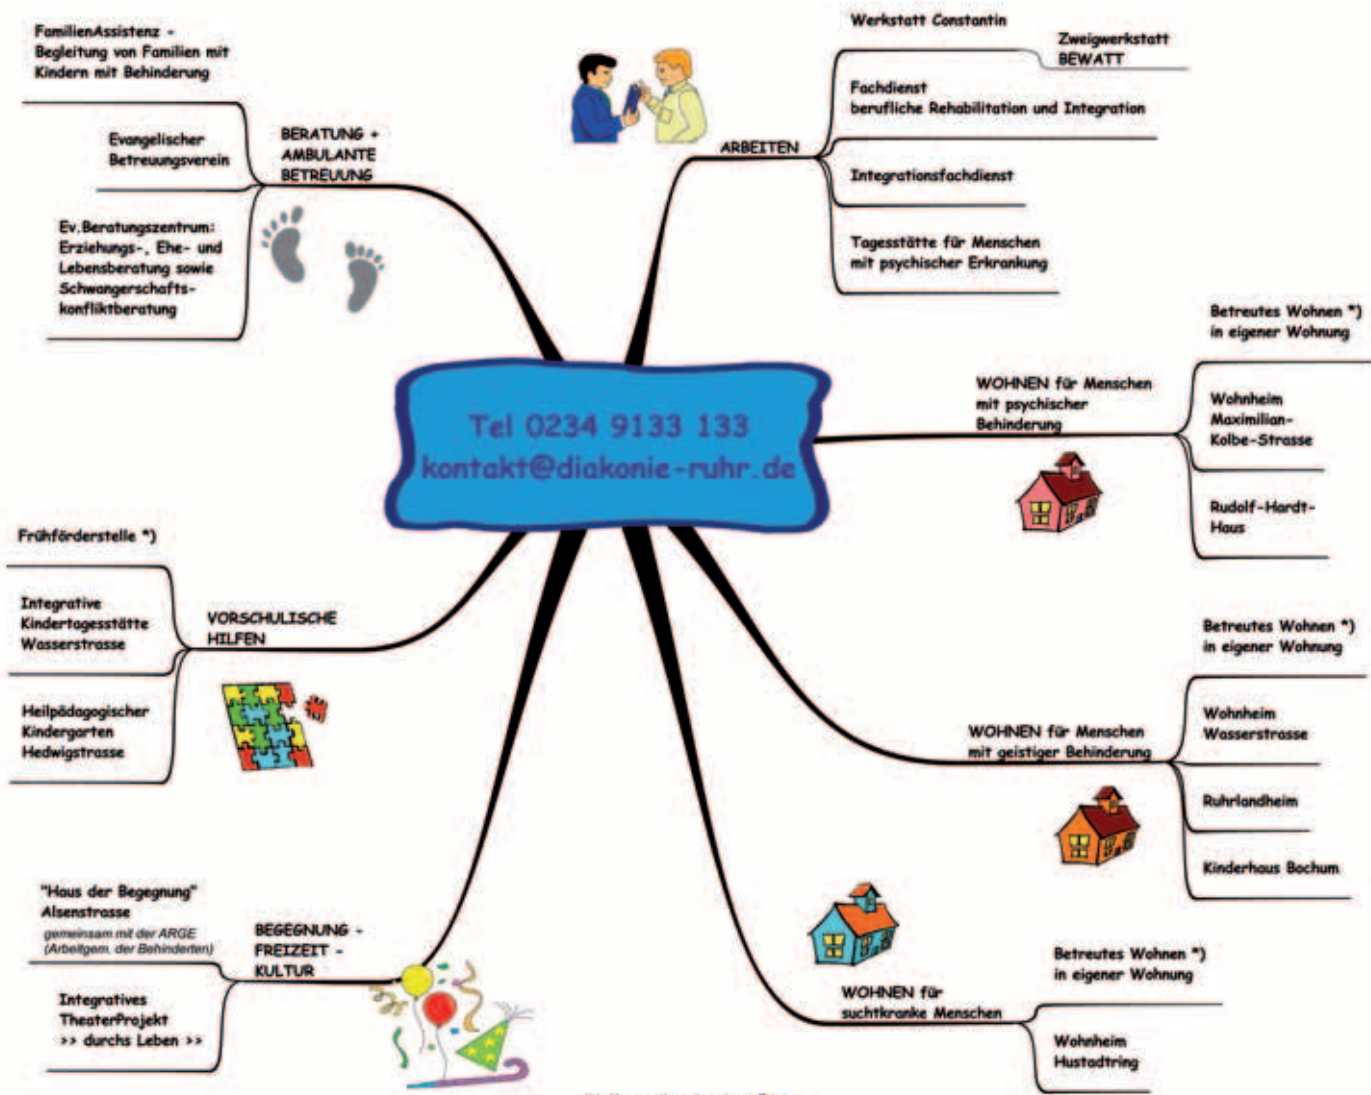 FamilienAssistenz -
Begleitung von Familien mit
Kindern mit Behinderung
Evangelischer
Betreuungsverein
Ev.Beratungszentrum:
Erziehungs-, Ehe- und
Lebensberatung sowie
Schwangerschafts-
konfliktberatung
BERATUNG +
AMBULANTE
BETREUUNG
Werkstatt Constantin
Zweigwerkstatt
BEWATT
Fachdienst
berufliche Rehabilitation und Integration
ARBEITEN
Integrationsfachdienst
Tagesstätte für Menschen
mit psychischer Erkrankung
Tel 0234 9133 133
kontakt@diakonie-ruhr.de
WOHNEN für Menschen
mit psychischer
Behinderung
Betreutes Wohnen *)
in eigener Wohnung
Wohnheim
Maximilian-
Kolbe-Strasse
Rudolf-Hardt-
Haus
Frühförderstelle *)
Integrative
Kindertagesstätte
Wasserstrasse
Heilpädagogischer
Kindergarten
Hedwigstrasse
VORSCHULISCHE
HILFEN
WOHNEN für Menschen
mit geistiger Behinderung
Betreutes Wohnen *)
in eigener Wohnung
Wohnheim
Wasserstrasse
Ruhrlandheim
Kinderhaus Bochum
"Haus der Begegnung"
Alsenstrasse
gemeinsam mit der ARGE
(Arbeitgem. der Behinderten)
Integratives
TheaterProjekt
>> durchs Leben >>
BEGEGNUNG -
FREIZEIT -
KULTUR
WOHNEN für
suchtkranke Menschen
Betreutes Wohnen *)
in eigener Wohnung
Wohnheim
Hustadtring